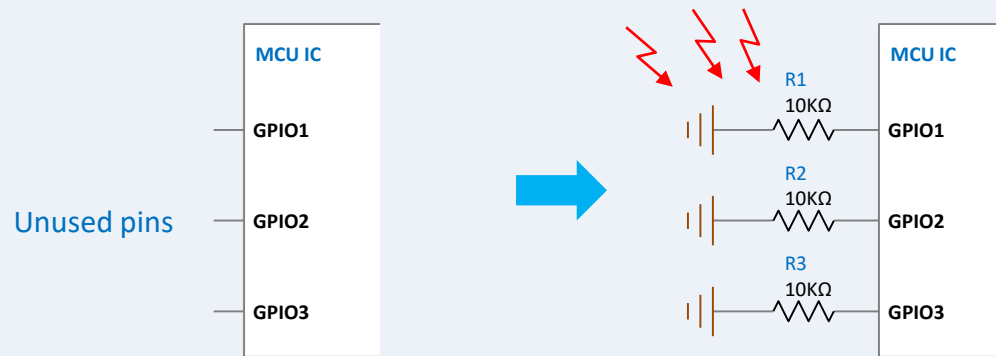 MCU IC
GPIO1
Unused pins
GPIO2
GPIO3
MCU IC
R1
10KΩ
GPIO1
R2
10KΩ
GPIO2
R3
10KΩ
GPIO3